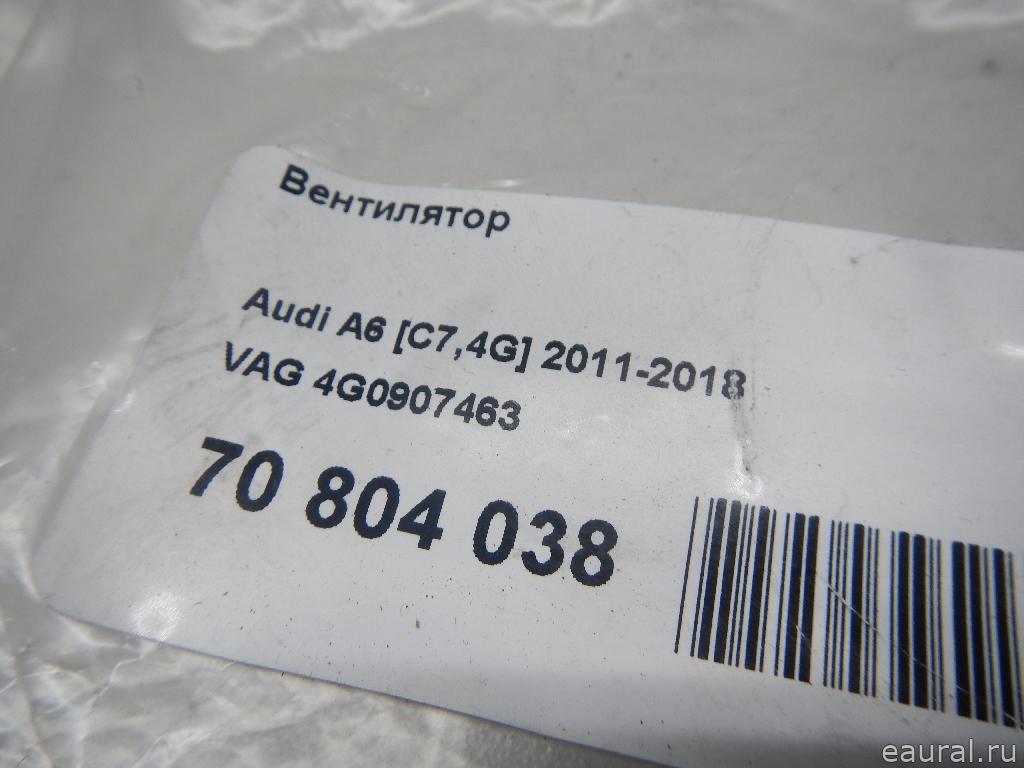 Вентилятор
Audi A6 [C7,4G] 2011-2018
VAG 4G0907463
70 804 038
eaural.ru